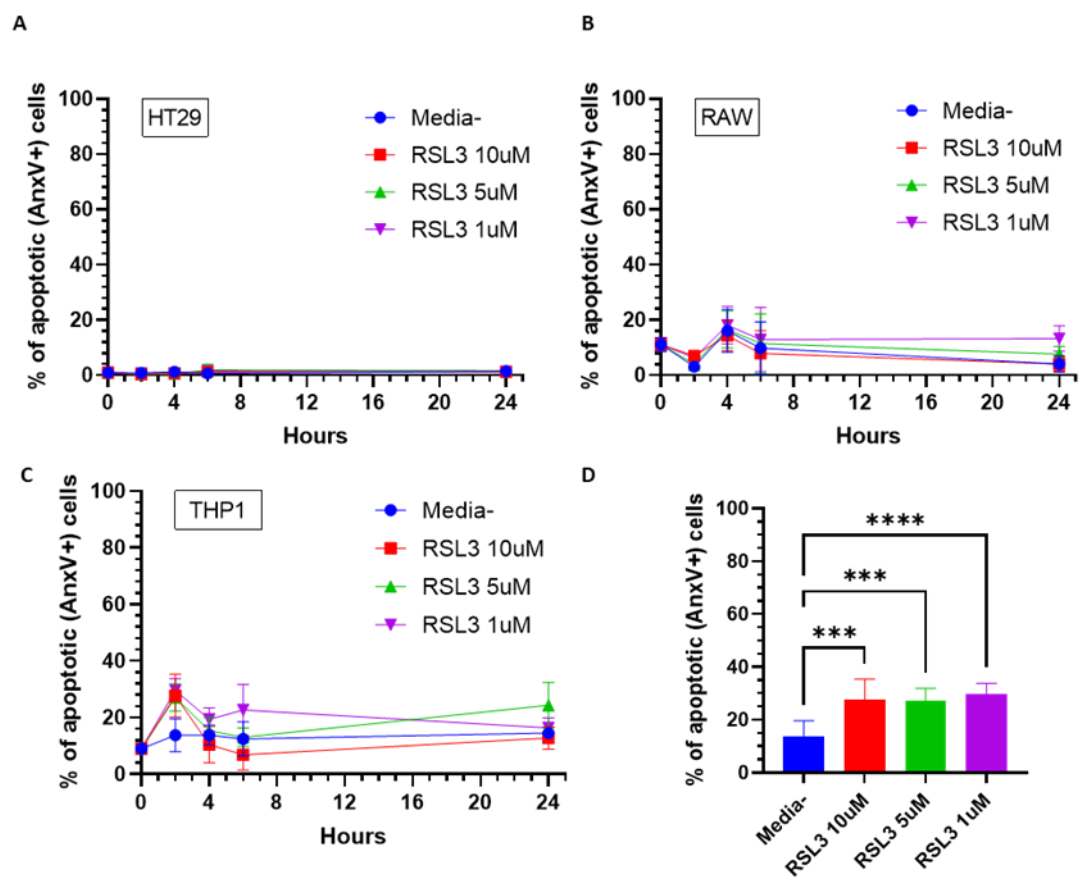 A
% of apoptotic (AnxV+) cells
100
80
60
40
20
0
HT29
Media-
RSL3 10uM
RSL3 5uM
RSL3 1uM
0 4 8 12 16 20 24
Hours
B
% of apoptotic (AnxV+) cells
100
80
60
40
20
0
RAW
Media-
RSL3 10uM
RSL3 5uM
RSL3 1uM
0 4 8 12 16 20 24
Hours
C
% of apoptotic (AnxV+) cells
100
80
60
40
20
0
THP1
Media-
RSL3 10uM
RSL3 5uM
RSL3 1uM
0 4 8 12 16 20 24
Hours
D
% of apoptotic (AnxV+) cells
100
80
60
40
20
0
****
***
***
Media-
RSL3 10uM
RSL3 5uM
RSL3 1uM